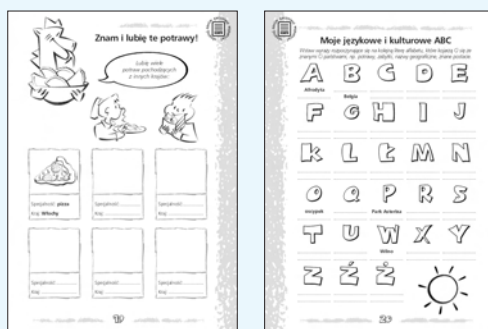 Znam i lubię te potrawy!
Lubię wiele
potraw pochodzących
z innych krajów.
Specjalność: pizza
Kraj: Włochy
Specjalność:
Kraj:
Specjalność:
Kraj:
Specjalność:
Kraj:
Specjalność:
Kraj:
Specjalność:
Kraj:
19
Moje językowe i kulturowe ABC
A B C D E
Afrodyta
Belgia
F G H I J
K L Ł M N
O Q P R S
oscypek
Park Asterixa
T U W X Y
Wilno
Z Ź Ż
20